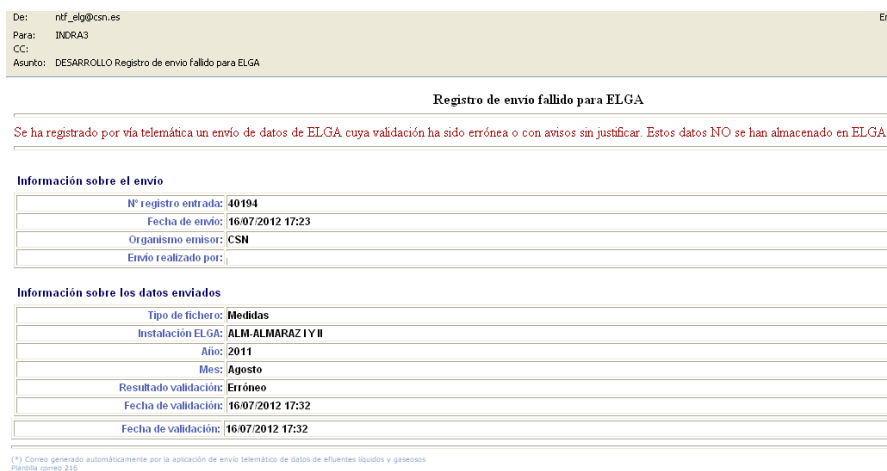 De: ntf_elg@csn.es En
Para: INDRA3
CC:
Asunto: DESARROLLO Registro de envio fallido para ELGA
Registro de envío fallido para ELGA
Se ha registrado por vía telemática un envío de datos de ELGA cuya validación ha sido errónea o con avisos sin justificar. Estos datos NO se han almacenado en ELGA
Información sobre el envío
Nº registro entrada: 40194
Fecha de envío: 16/07/2012 17:23
Organismo emisor: CSN
Envío realizado por:
Información sobre los datos enviados
Tipo de fichero: Medidas
Instalación ELGA: ALM-ALMARAZ I Y II
Año: 2011
Mes: Agosto
Resultado validación: Erróneo
Fecha de validación: 16/07/2012 17:32
Fecha de validación: 16/07/2012 17:32
(*) Correo generado automáticamente por la aplicación de envío telemático de datos de efluentes líquidos y gaseosos
Plantilla correo 216